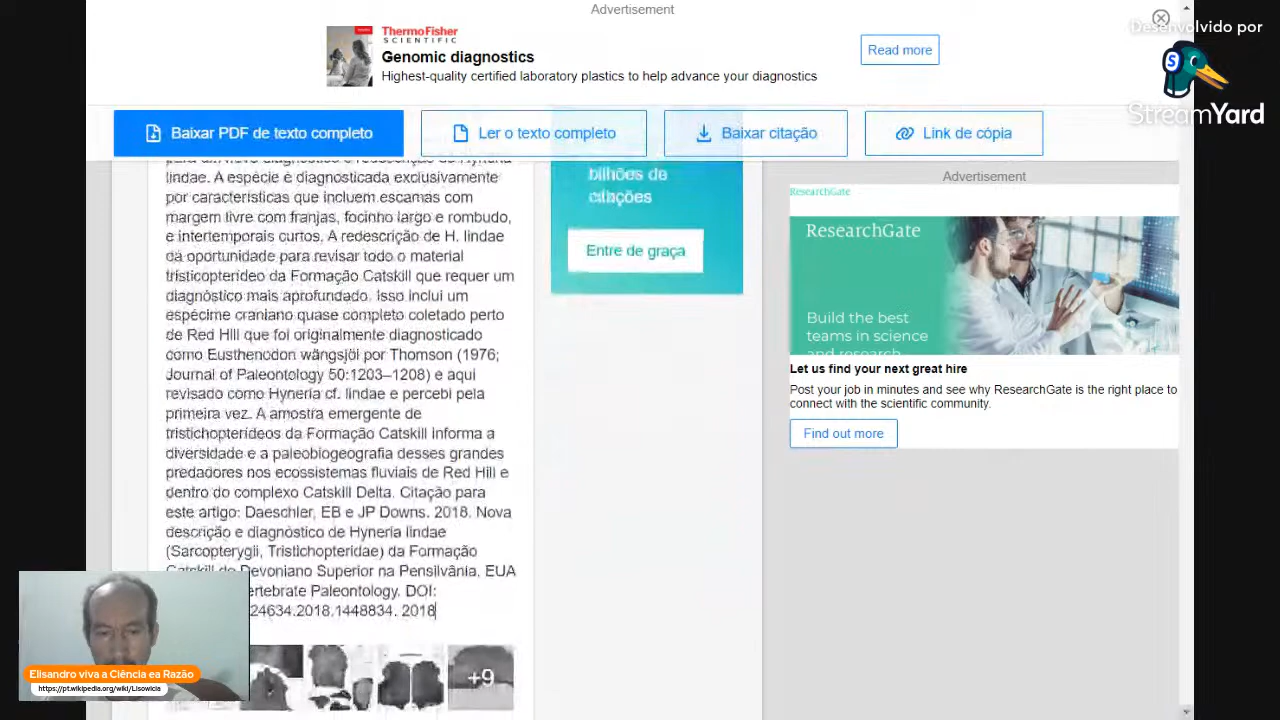 Advertisement
Desenvolvido por
ThermoFisher
SCIENTIFIC
Genomic diagnostics
Highest-quality certified laboratory plastics to help advance your diagnostics
Read more
StreamYard
Baixar PDF de texto completo
Ler o texto completo
Baixar citação
Link de cópia
lindae. A espécie é diagnosticada exclusivamente
por características que incluem escamas com
margem livre com franjas, focinho largo e rombudo,
e intertemporais curtos. A redescrição de H. lindae
dá oportunidade para revisar todo o material
tristicopterídeo da Formação Catskill que requer um
diagnóstico mais aprofundado. Isso inclui um
espécime craniano quase completo coletado perto
de Red Hill que foi originalmente diagnosticado
como Eusthenodon wängsjöi por Thomson (1976;
Journal of Paleontology 50:1203–1208) e aqui
revisado como Hyneria cf. lindae e percebi pela
primeira vez. A amostra emergente de
tristichopterídeos da Formação Catskill informa a
diversidade e a paleobiogeografia desses grandes
predadores nos ecossistemas fluviais de Red Hill e
dentro do complexo Catskill Delta. Citação para
este artigo: Daeschler, EB e JP Downs. 2018. Nova
descrição e diagnóstico de Hyneria lindae
(Sarcopterygii, Tristichopteridae) da Formação
Catskill do Devoniano Superior na Pensilvânia, EUA
ertebrate Paleontology. DOI:
24634.2018.1448834. 2018
+9
bilhões de
citações
Entre de graça
Advertisement
ResearchGate
ResearchGate
Build the best
teams in science
and research
Let us find your next great hire
Post your job in minutes and see why ResearchGate is the right place to
connect with the scientific community.
Find out more
Elisandro viva a Ciência ea Razão
https://pt.wikipedia.org/wiki/Lisowicia